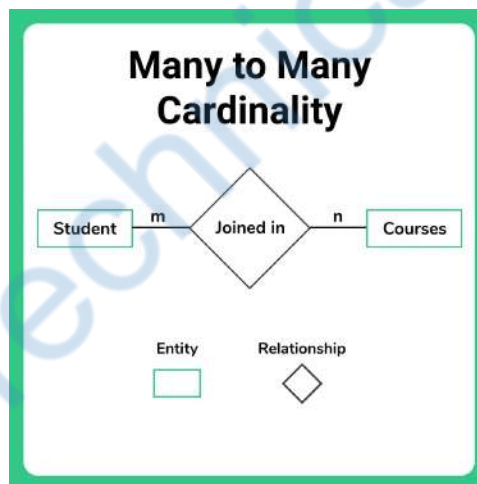 Many to Many
Cardinality
Student
m
Joined in
n
Courses
Entity
Relationship